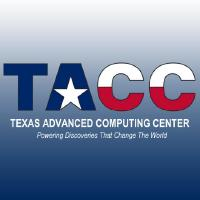 TACC
TEXAS ADVANCED COMPUTING CENTER
Powering Discoveries That Change The World